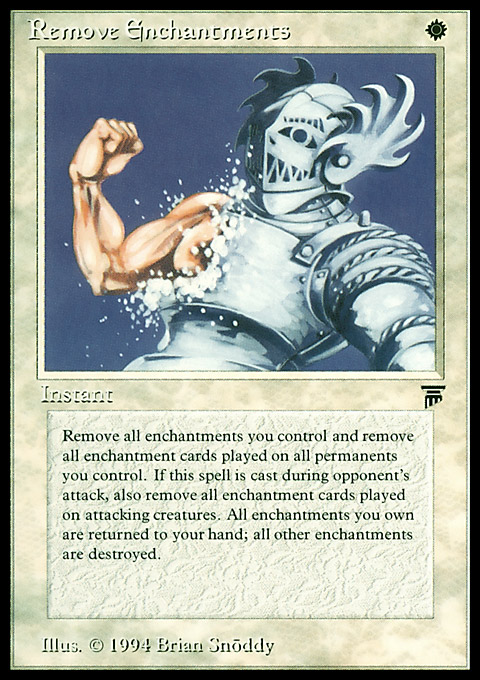 Remove Enchantments
Instant
Remove all enchantments you control and remove
all enchantment cards played on all permanents
you control. If this spell is cast during opponent's
attack, also remove all enchantment cards played
on attacking creatures. All enchantments you own
are returned to your hand; all other enchantments
are destroyed.
Illus. © 1994 Brian Snōddy